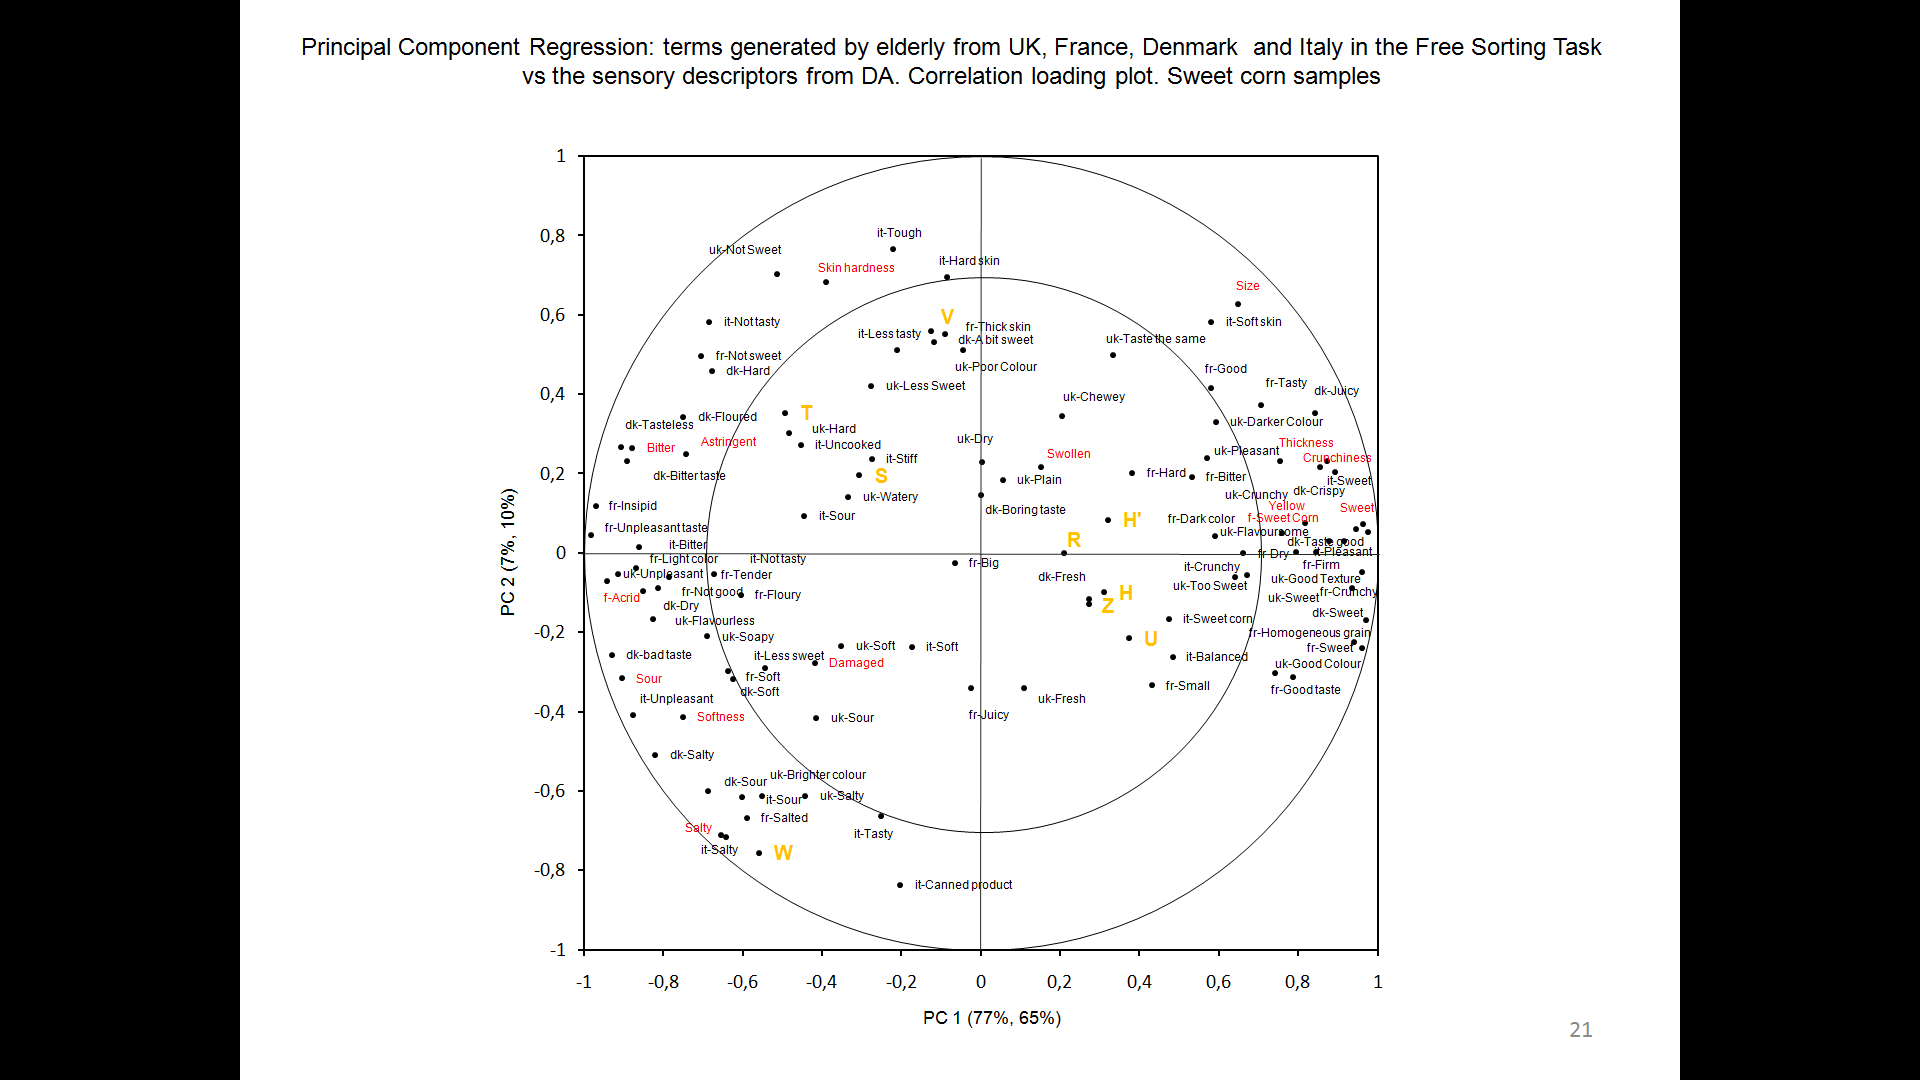 Principal Component Regression: terms generated by elderly from UK, France, Denmark and Italy in the Free Sorting Task
vs the sensory descriptors from DA. Correlation loading plot. Sweet corn samples
1
it-Tough
0,8
uk-Not Sweet
it-Hard skin
Skin hardness
Size
0,6
V
it-Not tasty
it-Soft skin
fr-Thick skin
it-Less tasty
dk-A bit sweet
uk-Taste the same
fr-Not sweet
uk-Poor Colour
fr-Good
dk-Hard
fr-Tasty
uk-Less Sweet
dk-Juicy
0,4
uk-Chewey
T
dk-Floured
uk-Darker Colour
dk-Tasteless
uk-Hard
Astringent
uk-Dry
Thickness
Bitter
it-Uncooked
uk-Pleasant
Swollen
it-Stiff
Crunchiness
0,2
dk-Bitter taste
S
uk-Plain
fr-Hard
fr-Bitter
it-Sweet
dk-Crispy
uk-Watery
uk-Crunchy
fr-Insipid
Yellow
Sweet
dk-Boring taste
it-Sour
H'
fr-Dark color
f-Sweet Corn
fr-Unpleasant taste
uk-Flavoursome
R
dk-Taste good
it-Bitter
0
it-Pleasant
fr-Dry
fr-Light color
it-Not tasty
fr-Big
it-Crunchy
fr-Firm
uk-Unpleasant
fr-Tender
dk-Fresh
uk-Good Texture
uk-Too Sweet
fr-Not good
fr-Floury
H
fr-Crunchy
f-Acrid
uk-Sweet
dk-Dry
Z
dk-Sweet
uk-Flavourless
it-Sweet corn
-0,2
uk-Soapy
U
fr-Homogeneous grain
uk-Soft
it-Soft
fr-Sweet
dk-bad taste
it-Less sweet
Damaged
it-Balanced
uk-Good Colour
Sour
fr-Soft
fr-Small
dk-Soft
fr-Good taste
it-Unpleasant
uk-Fresh
-0,4
Softness
uk-Sour
fr-Juicy
dk-Salty
uk-Brighter colour
dk-Sour
-0,6
it-Sour
uk-Salty
fr-Salted
Salty
it-Tasty
it-Salty
W
-0,8
it-Canned product
-1
-1
-0,8
-0,6
-0,4
-0,2
0
0,2
0,4
0,6
0,8
1
PC 2 (7%, 10%)
PC 1 (77%, 65%)
21